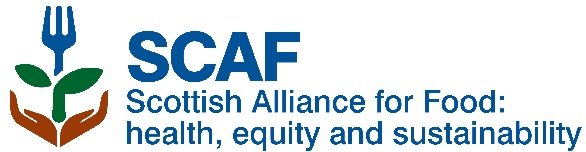 SCAF
Scottish Alliance for Food:
health, equity and sustainability